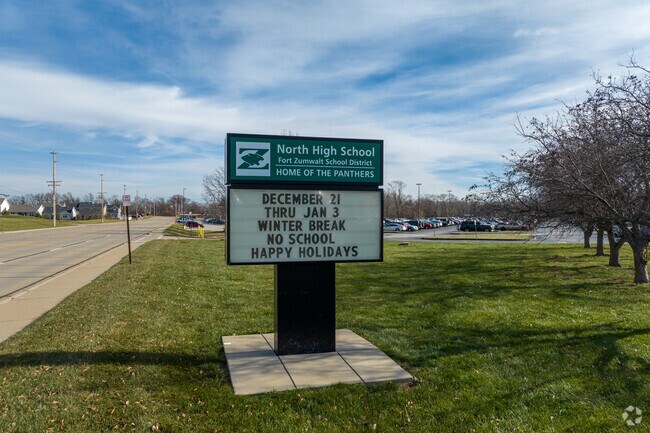 North High School
Fort Zumwalt School District
HOME OF THE PANTHERS
DECEMBER 21
THRU JAN 3
WINTER BREAK
NO SCHOOL
HAPPY HOLIDAYS